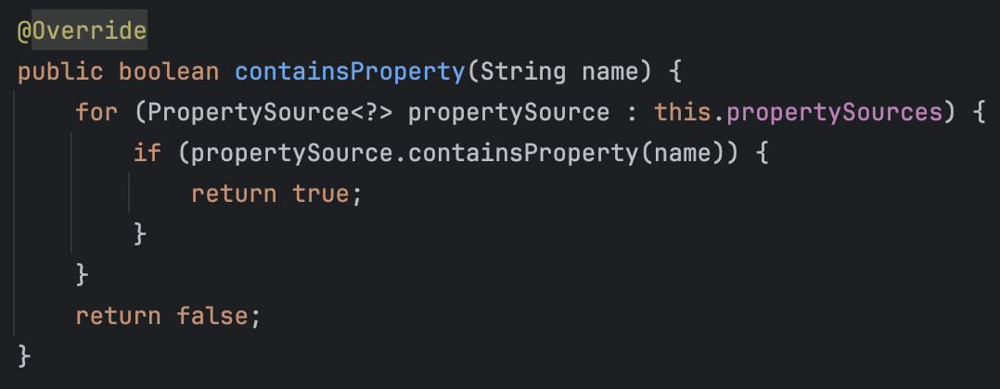 @Override
public boolean containsProperty(String name) {
    for (PropertySource<?> propertySource : this.propertySources) {
        if (propertySource.containsProperty(name)) {
            return true;
        }
    }
    return false;
}